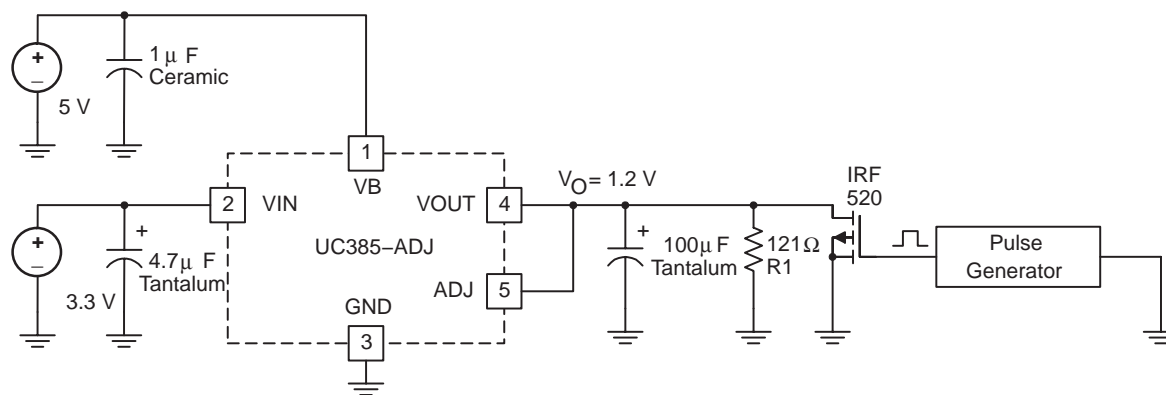 +
–
5 V
1 μ F
Ceramic
1
VB
2
VIN
VOUT
4
UC385–ADJ
ADJ
5
GND
3
+
–
3.3 V
+
4.7μ F
Tantalum
VO= 1.2 V
+
100μ F
Tantalum
121Ω
R1
IRF
520
Pulse
Generator